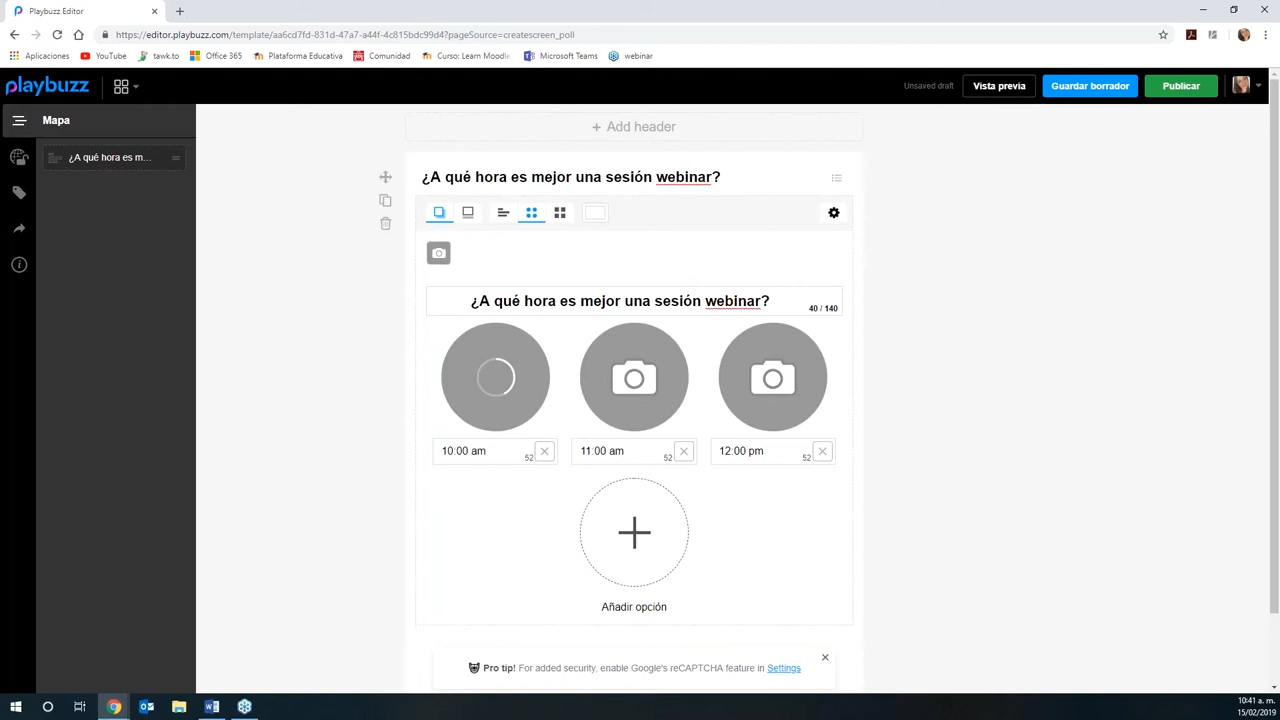 Playbuzz Editor
https://editor.playbuzz.com/template/aa6cd7fd-831d-47a7-a44f-4c815bdc99d4?pageSource=createscreen_poll
Aplicaciones YouTube tawk.to Office 365 Plataforma Educativa Comunidad Curso: Learn Moodle Microsoft Teams webinar
playbuzz Unsaved draft Vista previa Guardar borrador Publicar
Mapa
+ Add header
¿A qué hora es m...
¿A qué hora es mejor una sesión webinar?
¿A qué hora es mejor una sesión webinar?
40 / 140
10:00 am 52 11:00 am 52 12:00 pm 52
Añadir opción
Pro tip! For added security, enable Google's reCAPTCHA feature in Settings
10:41 a. m.
15/02/2019